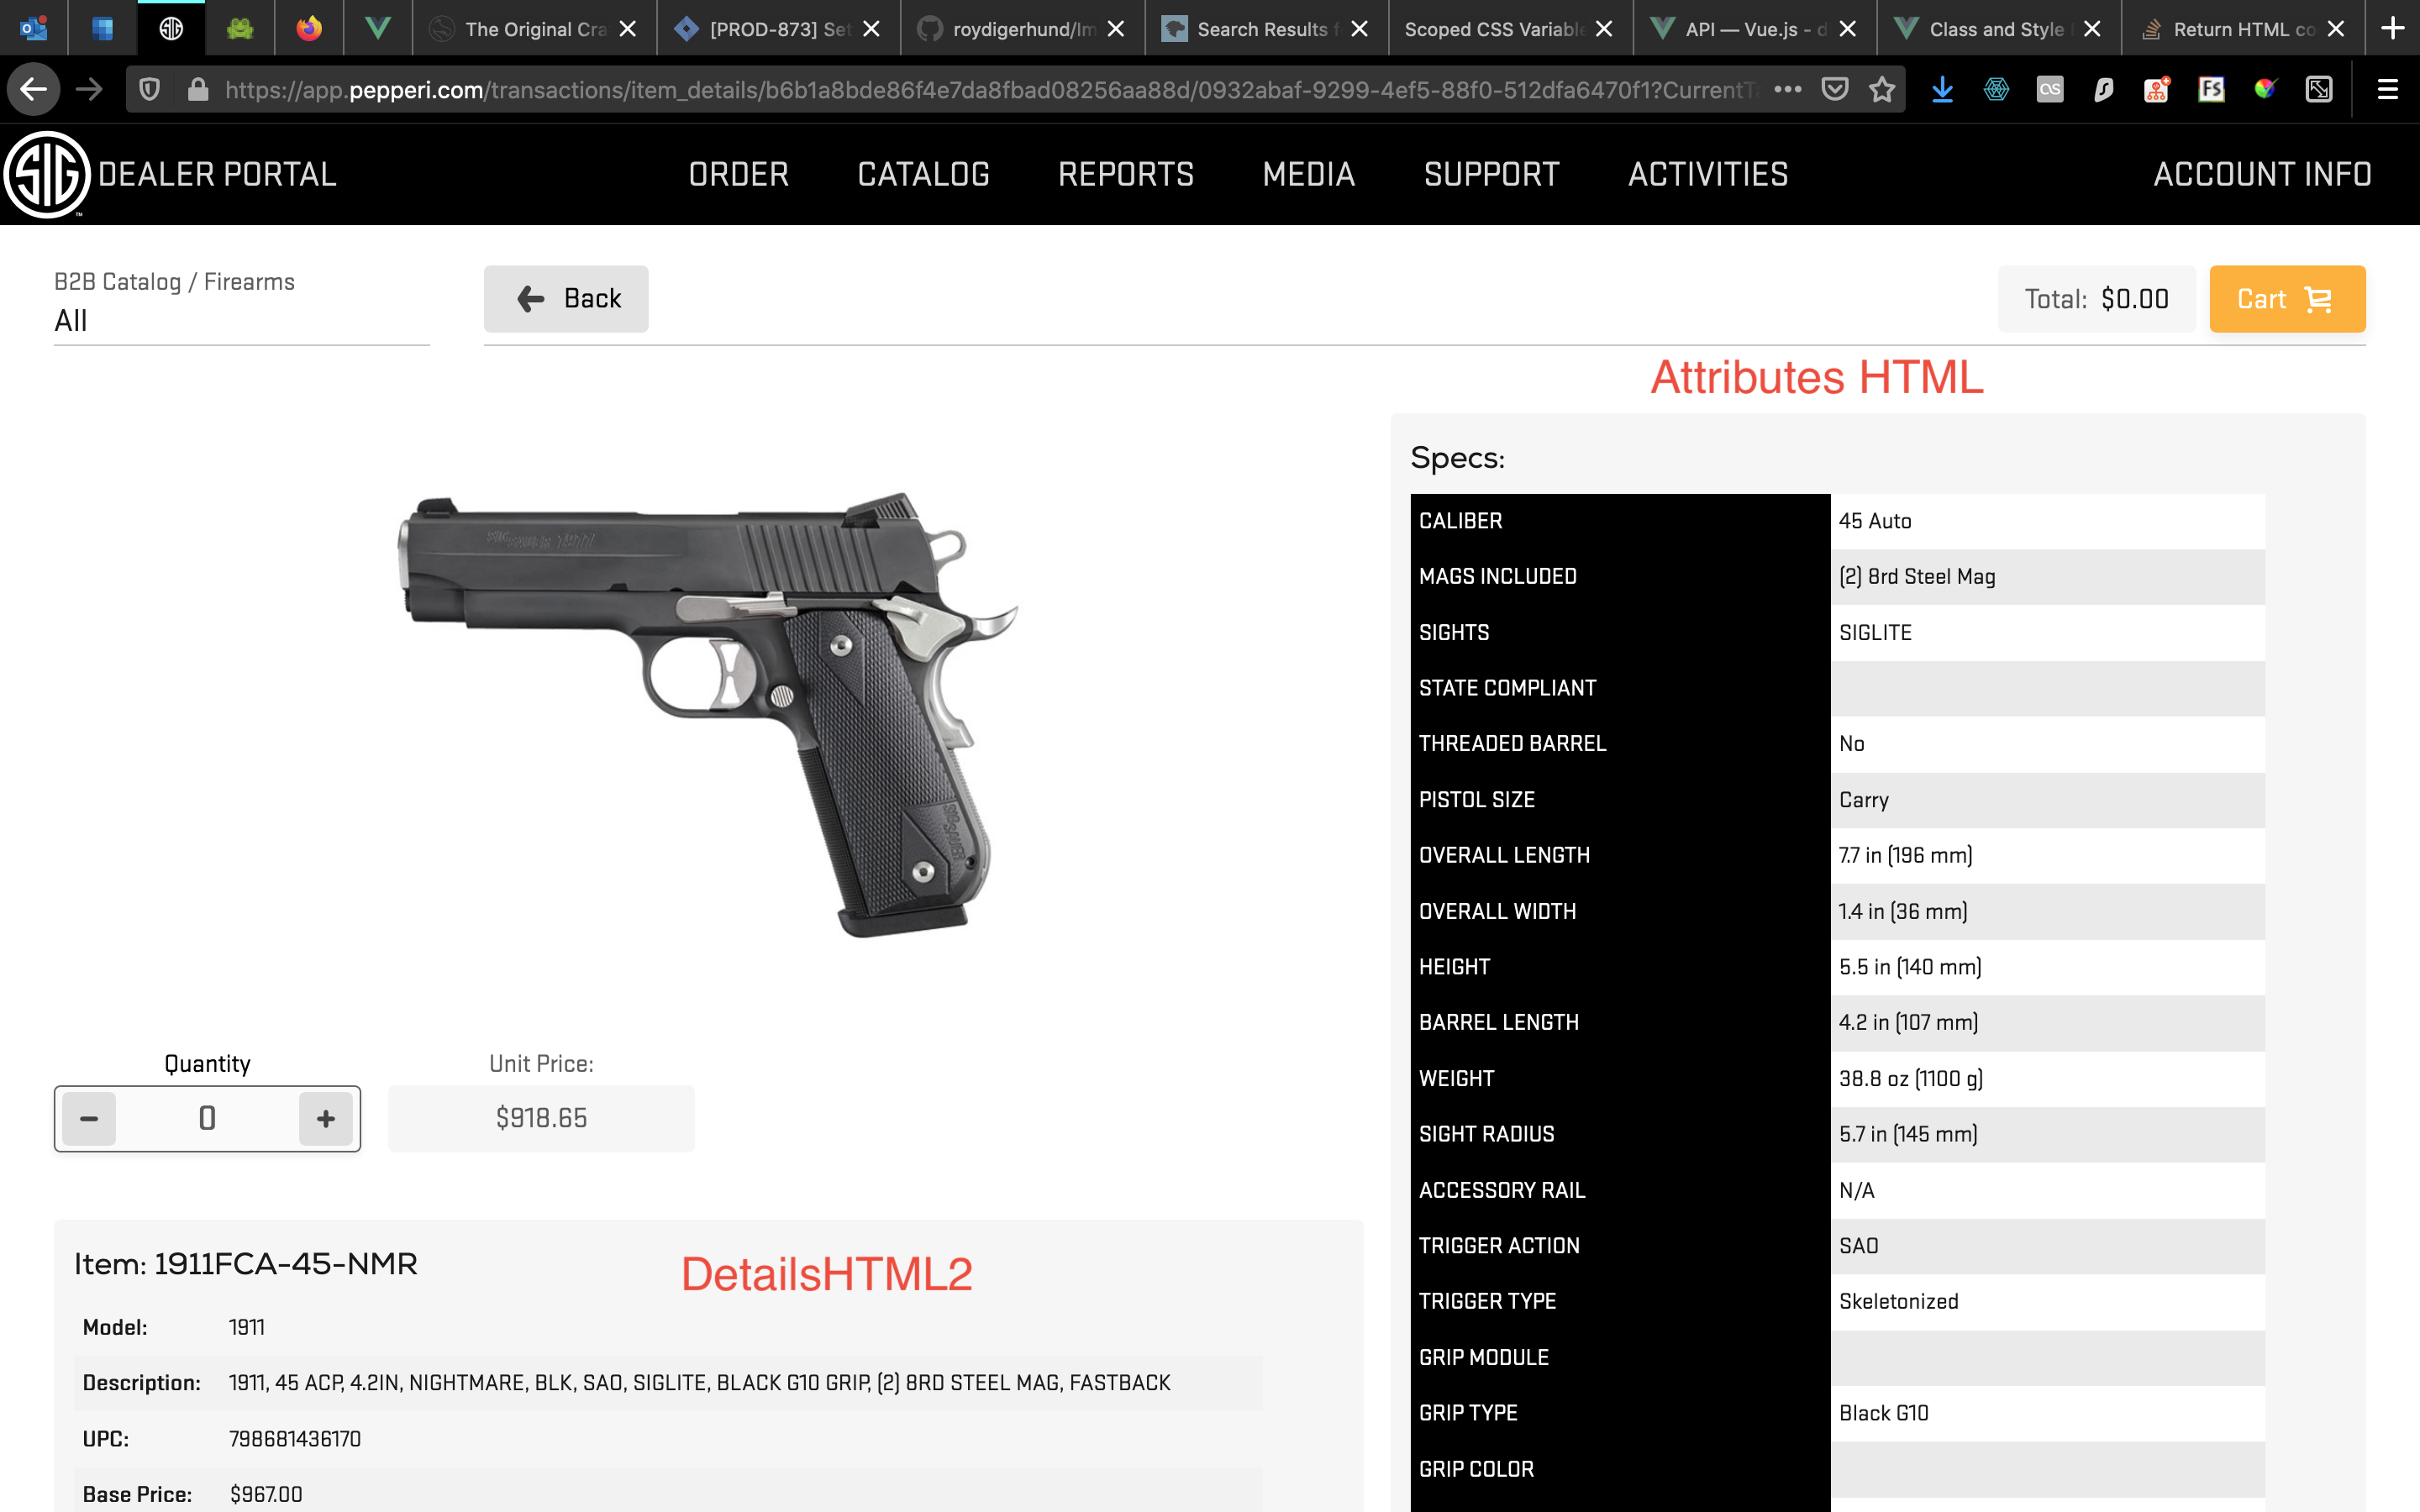 The Original Cra
[PROD-873] Set
roydigerhund/lm
Search Results f
Scoped CSS Variable
API — Vue.js - d
Class and Style
Return HTML co
https://app.pepperi.com/transactions/item_details/b6b1a8bde86f4e7da8fbad08256aa88d/0932abaf-9299-4ef5-88f0-512dfa6470f1?CurrentTa
SIG DEALER PORTAL
ORDER
CATALOG
REPORTS
MEDIA
SUPPORT
ACTIVITIES
ACCOUNT INFO
B2B Catalog / Firearms
All
Back
Total: $0.00
Cart
Attributes HTML
Specs:
CALIBER 45 Auto
MAGS INCLUDED (2) 8rd Steel Mag
SIGHTS SIGLITE
STATE COMPLIANT
THREADED BARREL No
PISTOL SIZE Carry
OVERALL LENGTH 7.7 in (196 mm)
OVERALL WIDTH 1.4 in (36 mm)
HEIGHT 5.5 in (140 mm)
BARREL LENGTH 4.2 in (107 mm)
WEIGHT 38.8 oz (1100 g)
SIGHT RADIUS 5.7 in (145 mm)
ACCESSORY RAIL N/A
TRIGGER ACTION SAO
TRIGGER TYPE Skeletonized
GRIP MODULE
GRIP TYPE Black G10
GRIP COLOR
Quantity
0
Unit Price:
$918.65
Item: 1911FCA-45-NMR
DetailsHTML2
Model: 1911
Description: 1911, 45 ACP, 4.2IN, NIGHTMARE, BLK, SAO, SIGLITE, BLACK G10 GRIP, (2) 8RD STEEL MAG, FASTBACK
UPC: 798681436170
Base Price: $967.00